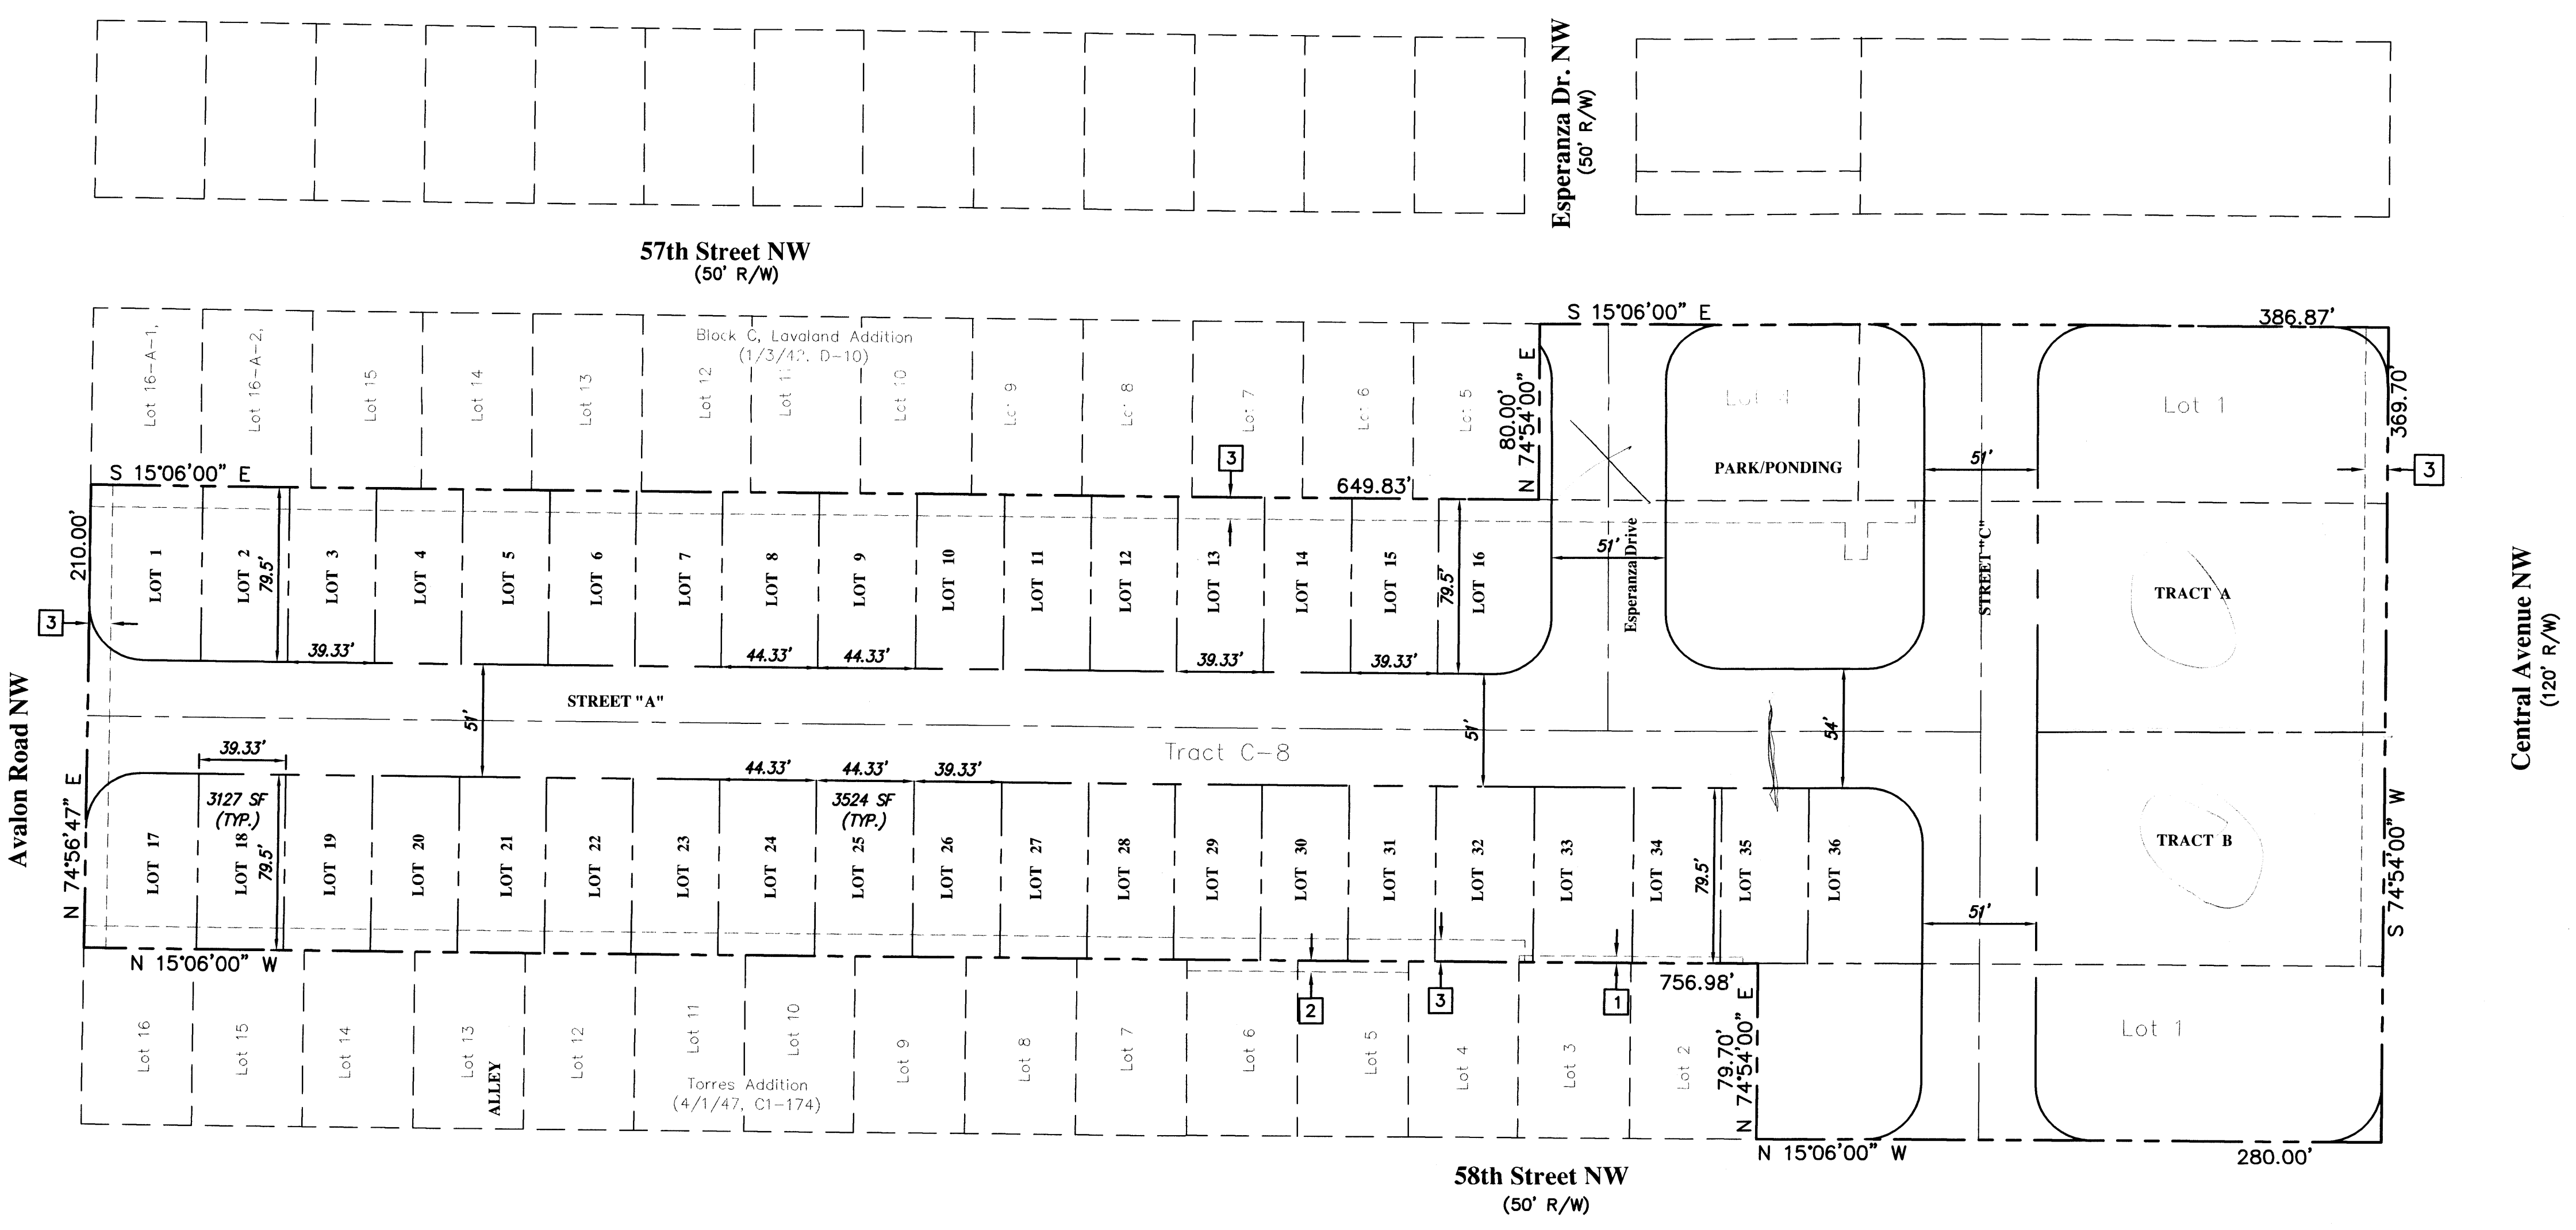 Esperanza Dr. NW
(50' R/W)
57th Street NW
(50' R/W)
S 15°06'00" E
386.87'
Block C, Lavaland Addition
(1/3/42, D-10)
Lot 16-A-1,
Lot 16-A-2,
Lot 15
Lot 14
Lot 13
Lot 12
Lot 10
Lot 9
Lot 8
Lot 7
Lot 6
Lot 5
80.00'
N 74°54'00" E
Lot 4
Lot 1
369.70'
PARK/PONDING
51'
3
3
S 15°06'00" E
649.83'
210.00'
LOT 1
LOT 2
79.5'
LOT 3
LOT 4
LOT 5
LOT 6
LOT 7
LOT 8
LOT 9
LOT 10
LOT 11
LOT 12
LOT 13
LOT 14
LOT 15
79.5'
LOT 16
51'
Esperanza Drive
STREET "C"
TRACT A
3
39.33'
44.33'
44.33'
39.33'
39.33'
Central Avenue NW
(120' R/W)
Avalon Road NW
STREET "A"
51'
51'
54'
Tract C-8
39.33'
44.33'
44.33'
39.33'
3127 SF
(TYP.)
3524 SF
(TYP.)
N 74°56'47" E
LOT 17
LOT 18
79.5'
LOT 19
LOT 20
LOT 21
LOT 22
LOT 23
LOT 24
LOT 25
LOT 26
LOT 27
LOT 28
LOT 29
LOT 30
LOT 31
LOT 32
LOT 33
LOT 34
79.5'
LOT 35
LOT 36
TRACT B
51'
S 74°54'00" W
N 15°06'00" W
756.98'
2
3
1
Lot 16
Lot 15
Lot 14
Lot 13
ALLEY
Lot 12
Lot 11
Lot 10
Lot 9
Lot 8
Lot 7
Lot 6
Lot 5
Lot 4
Lot 3
Lot 2
79.70'
N 74°54'00" E
Lot 1
Torres Addition
(4/1/47, C1-174)
N 15°06'00" W
280.00'
58th Street NW
(50' R/W)